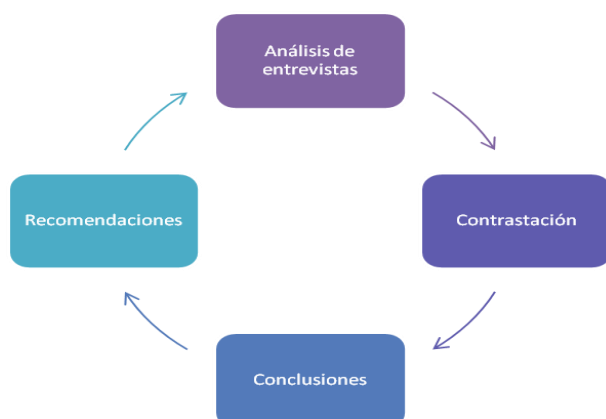 Análisis de
entrevistas
Contrastación
Conclusiones
Recomendaciones